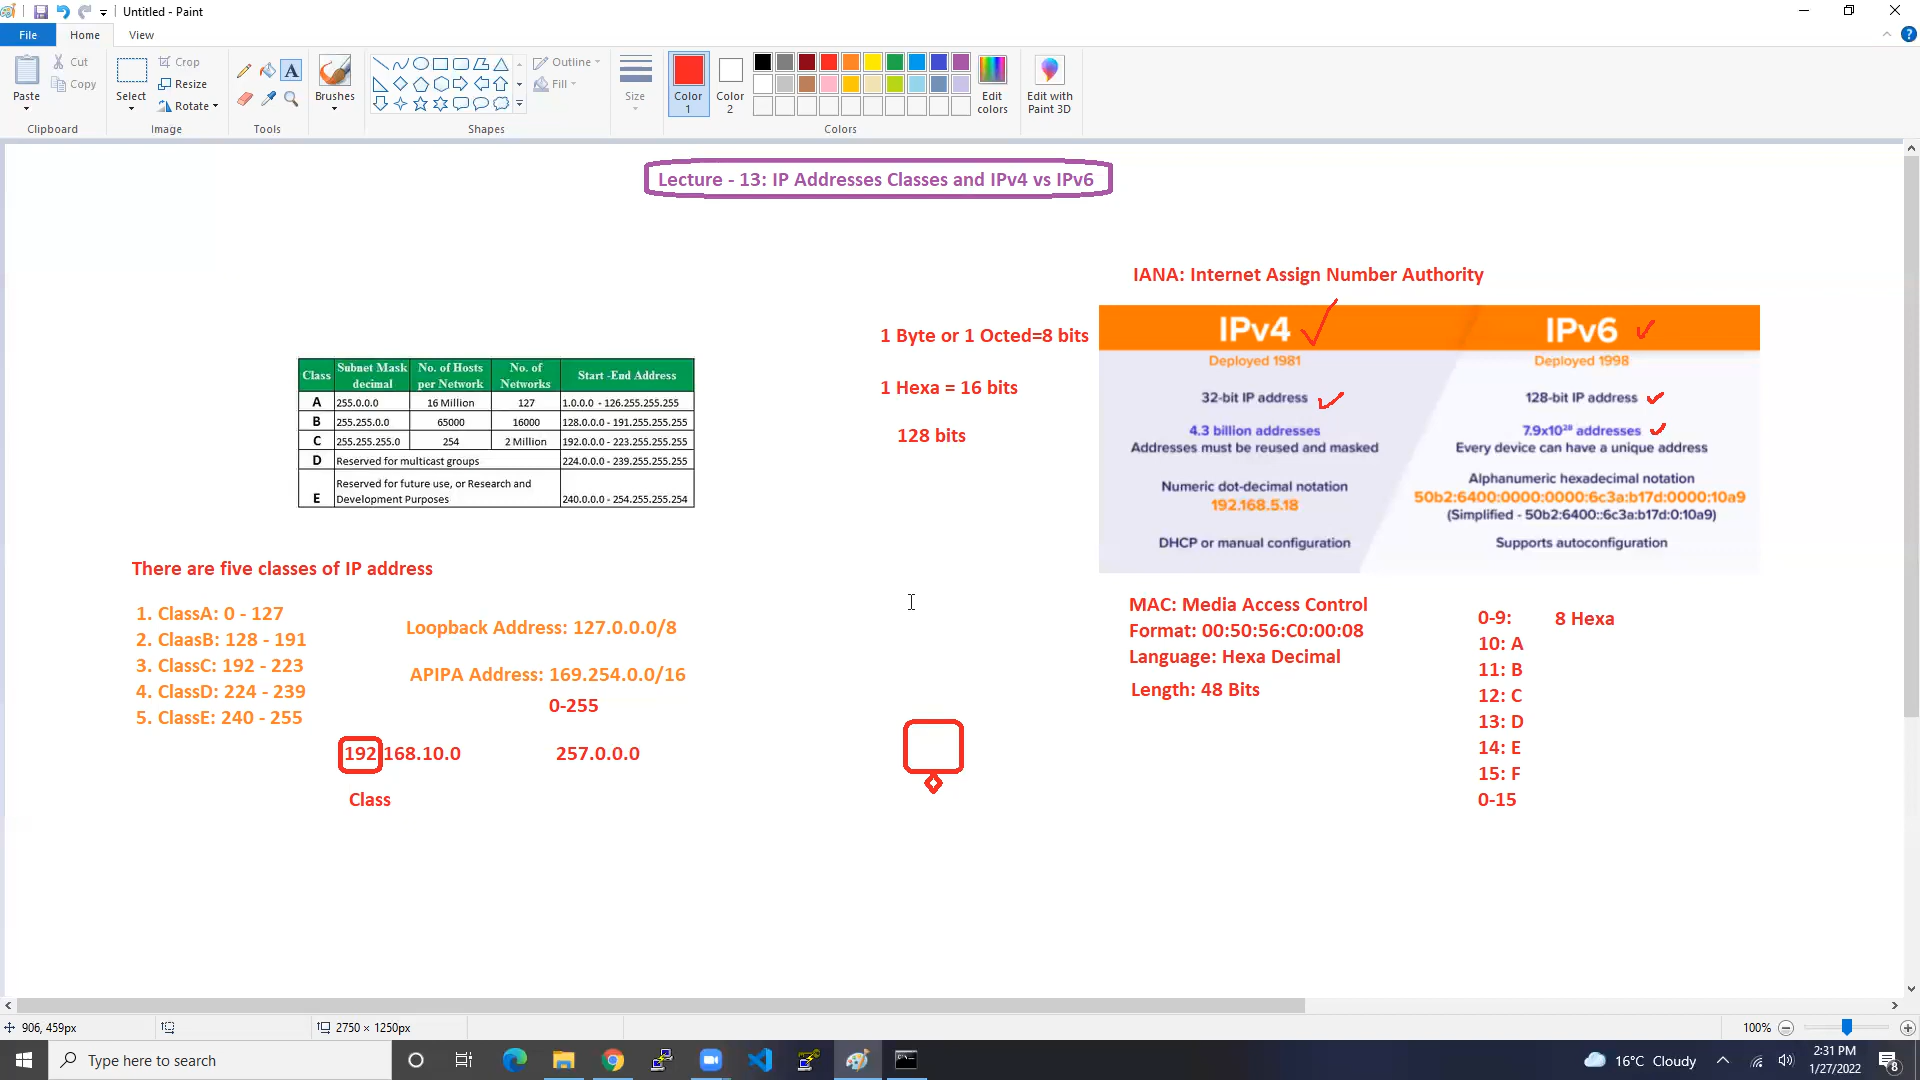 Untitled - Paint
File
Home
View
Paste
Cut
Copy
Clipboard
Select
Crop
Resize
Rotate
Image
A
Tools
Brushes
Outline
Fill
Shapes
Size
Color 1
Color 2
Edit colors
Edit with Paint 3D
Colors
Lecture - 13: IP Addresses Classes and IPv4 vs IPv6
IANA: Internet Assign Number Authority
1 Byte or 1 Octed=8 bits
1 Hexa = 16 bits
128 bits
Class Subnet Mask decimal No. of Hosts per Network No. of Networks Start -End Address
A 255.0.0.0 16 Million 127 1.0.0.0 - 126.255.255.255
B 255.255.0.0 65000 16000 128.0.0.0 - 191.255.255.255
C 255.255.255.0 254 2 Million 192.0.0.0 - 223.255.255.255
D Reserved for multicast groups 224.0.0.0 - 239.255.255.255
E Reserved for future use, or Research and Development Purposes 240.0.0.0 - 254.255.255.254
IPv4
Deployed 1981
32-bit IP address
4.3 billion addresses
Addresses must be reused and masked
Numeric dot-decimal notation
192.168.5.18
DHCP or manual configuration
IPv6
Deployed 1998
128-bit IP address
7.9x10²⁸ addresses
Every device can have a unique address
Alphanumeric hexadecimal notation
50b2:6400:0000:0000:6c3a:b17d:0000:10a9
(Simplified - 50b2:6400::6c3a:b17d:0:10a9)
Supports autoconfiguration
There are five classes of IP address
1. ClassA: 0 - 127
2. ClaasB: 128 - 191
3. ClassC: 192 - 223
4. ClassD: 224 - 239
5. ClassE: 240 - 255
Loopback Address: 127.0.0.0/8
APIPA Address: 169.254.0.0/16
0-255
192 168.10.0
257.0.0.0
Class
MAC: Media Access Control
Format: 00:50:56:C0:00:08
Language: Hexa Decimal
Length: 48 Bits
0-9:
10: A
11: B
12: C
13: D
14: E
15: F
0-15
8 Hexa
906, 459px
2750 × 1250px
100%
Type here to search
16°C Cloudy
2:31 PM
1/27/2022
8